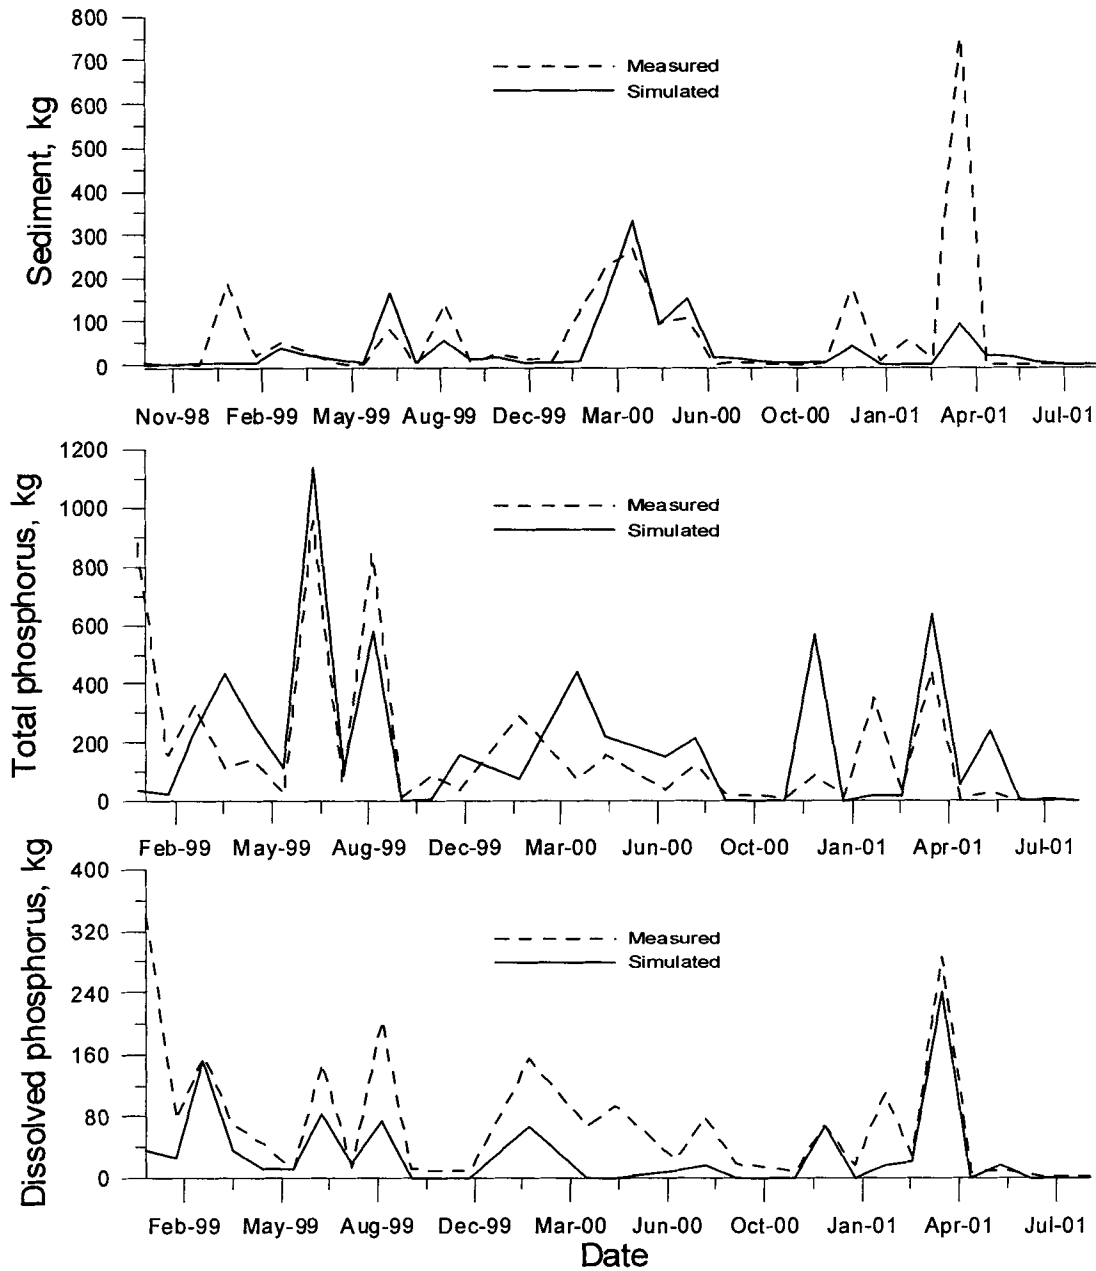 Sediment, kg
800
700
600
500
400
300
200
100
0
Measured
Simulated
Nov-98 Feb-99 May-99 Aug-99 Dec-99 Mar-00 Jun-00 Oct-00 Jan-01 Apr-01 Jul-01
Total phosphorus, kg
1200
1000
800
600
400
200
0
Measured
Simulated
Feb-99 May-99 Aug-99 Dec-99 Mar-00 Jun-00 Oct-00 Jan-01 Apr-01 Jul-01
Dissolved phosphorus, kg
400
320
240
160
80
0
Measured
Simulated
Feb-99 May-99 Aug-99 Dec-99 Mar-00 Jun-00 Oct-00 Jan-01 Apr-01 Jul-01
Date